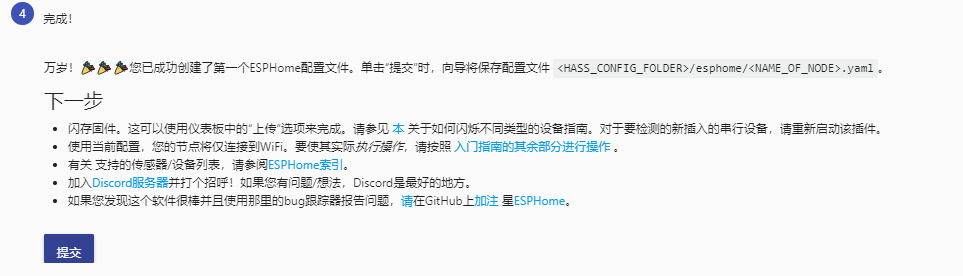 4 完成！
万岁！🎉🎉🎉您已成功创建了第一个ESPHome配置文件。单击“提交”时，向导将保存配置文件 <HASS_CONFIG_FOLDER>/esphome/<NAME_OF_NODE>.yaml 。
下一步
• 闪存固件。这可以使用仪表板中的“上传”选项来完成。请参见 本 关于如何闪烁不同类型的设备指南。对于要检测的新插入的串行设备，请重新启动该插件。
• 使用当前配置，您的节点将仅连接到WiFi。要使其实际执行操作，请按照 入门指南的其余部分进行操作 。
• 有关 支持的传感器/设备列表，请参阅ESPHome索引。
• 加入Discord服务器并打个招呼！如果您有问题/想法，Discord是最好的地方。
• 如果您发现这个软件很棒并且使用那里的bug跟踪器报告问题，请在GitHub上加注 星ESPHome。
提交